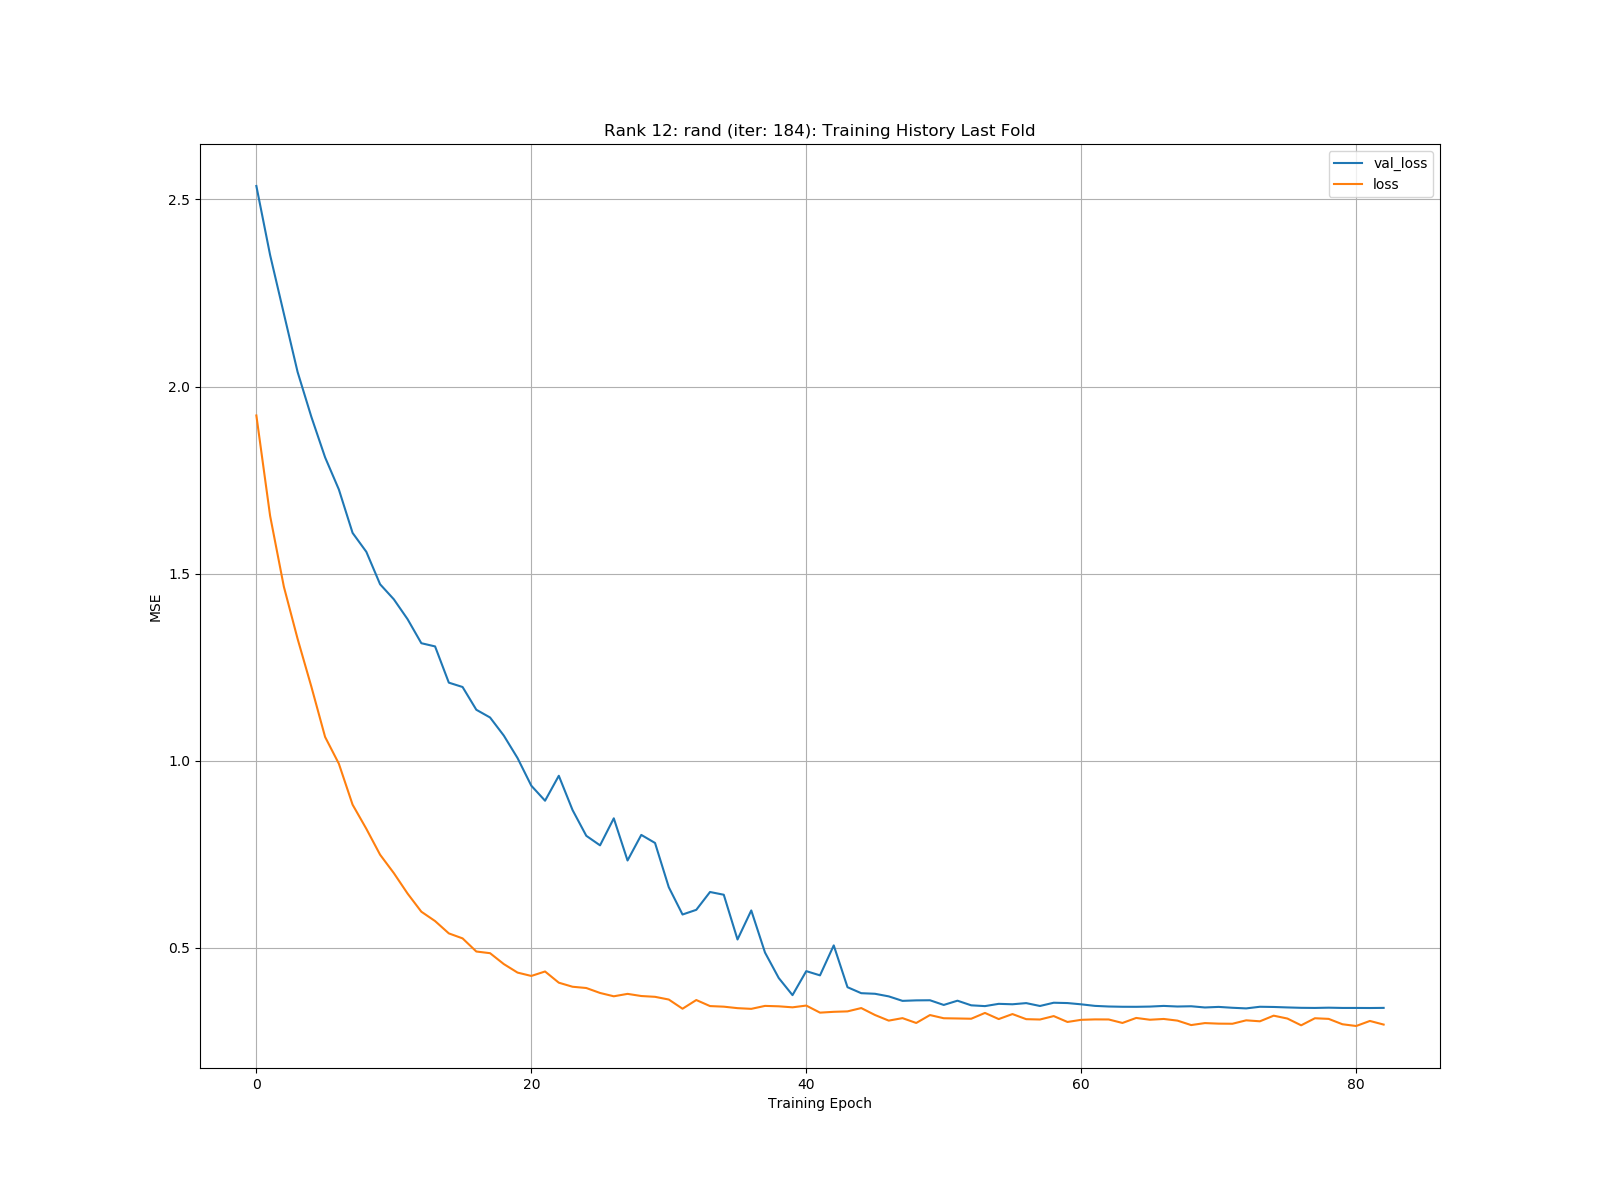 Rank 12: rand (iter: 184): Training History Last Fold
val_loss
loss
2.5
2.0
1.5
1.0
0.5
MSE
0
20
40
60
80
Training Epoch